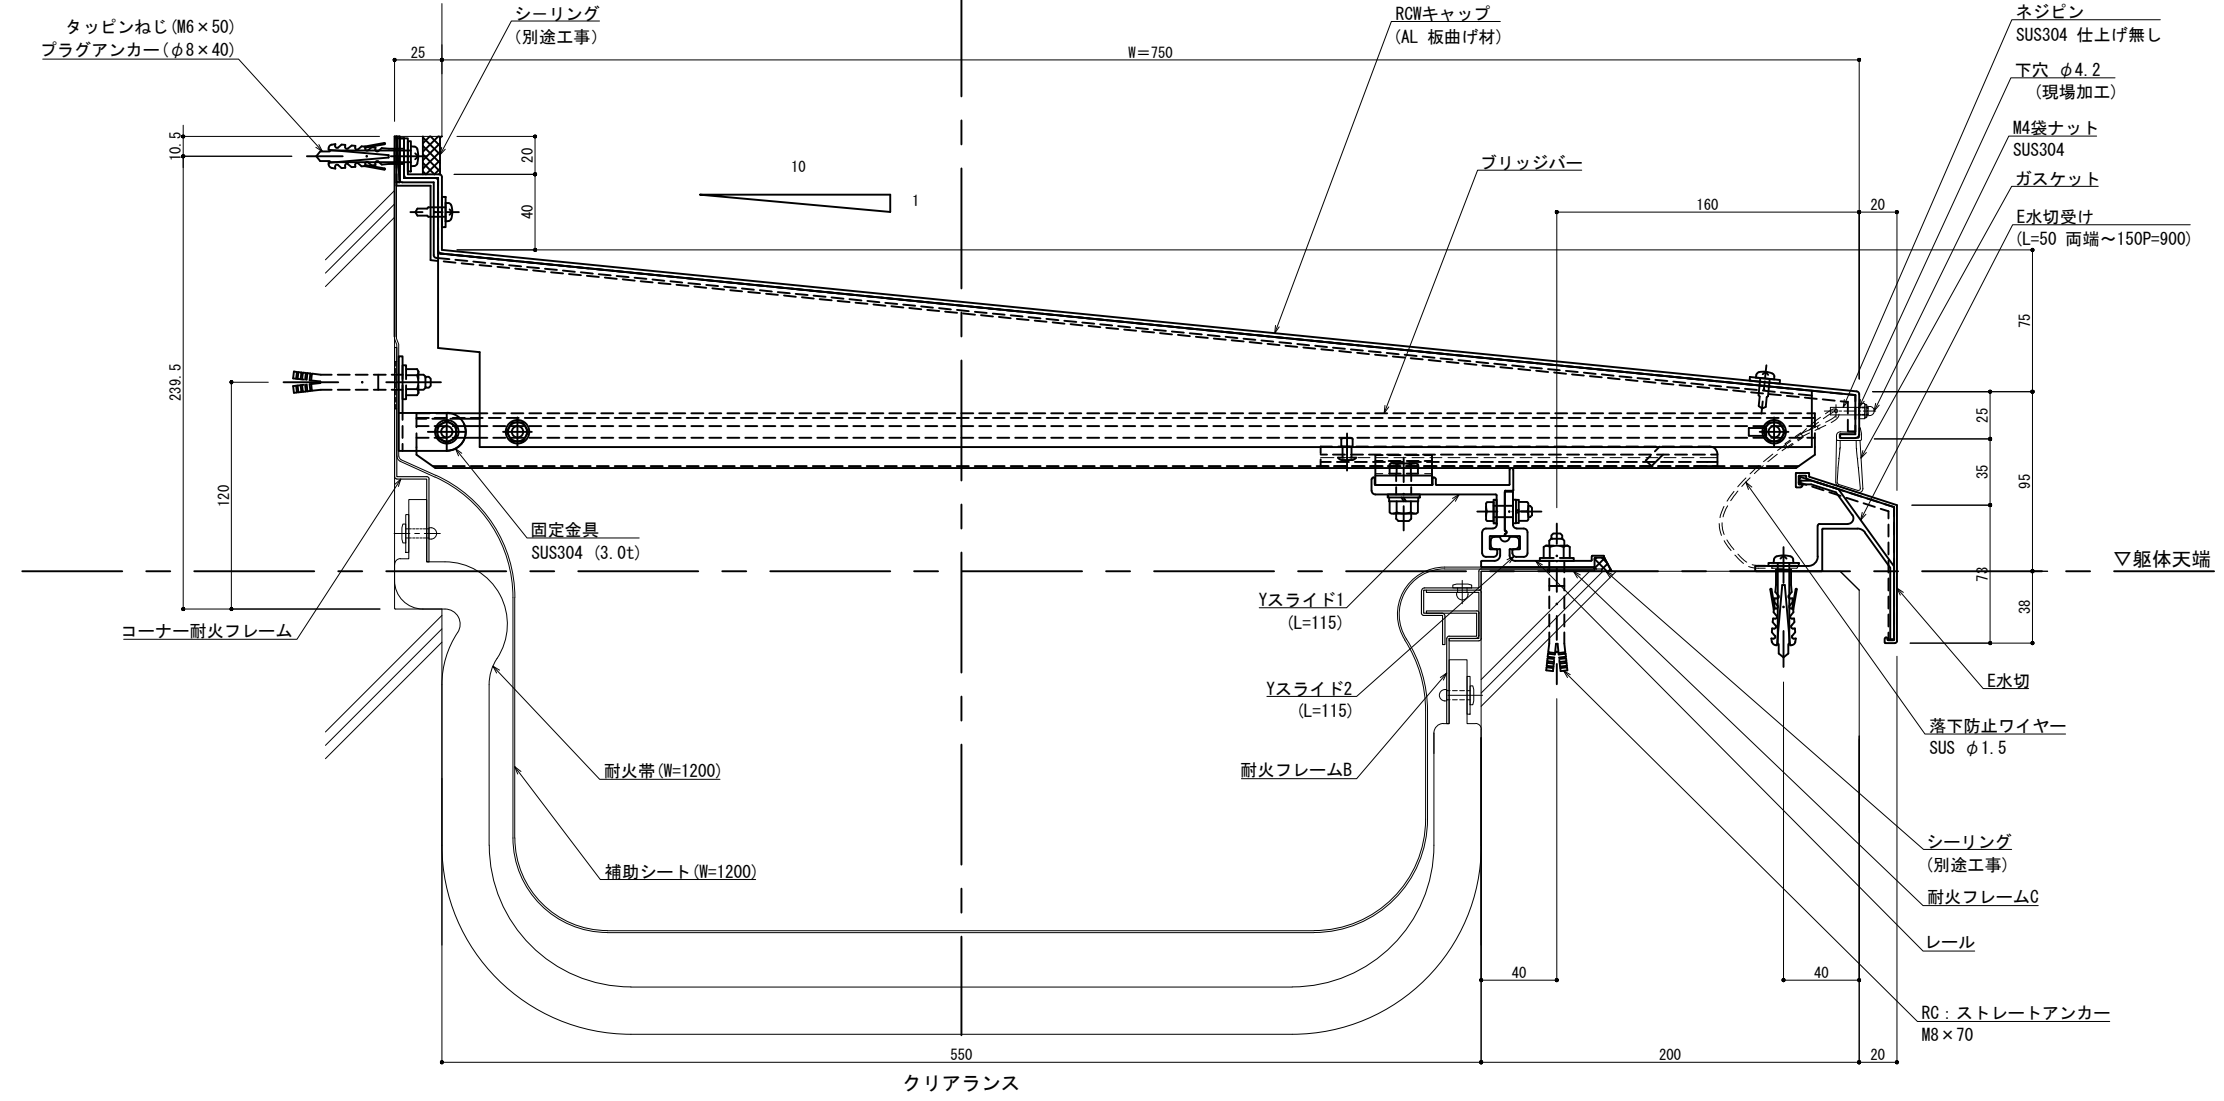 タッピンねじ(M6×50)
プラグアンカー(φ8×40)
シーリング
(別途工事)
RCWキャップ
(AL 板曲げ材)
ネジピン
SUS304 仕上げ無し
下穴 φ4.2
(現場加工)
M4袋ナット
SUS304
ガスケット
E水切受け
(L=50 両端～150P=900)
25
W=750
10.5
20
40
10
1
ブリッジバー
160
20
239.5
120
75
25
35
95
73
38
固定金具
SUS304 (3.0t)
▽躯体天端
コーナー耐火フレーム
Yスライド1
(L=115)
Yスライド2
(L=115)
E水切
落下防止ワイヤー
SUS φ1.5
耐火帯(W=1200)
耐火フレームB
補助シート(W=1200)
シーリング
(別途工事)
耐火フレームC
レール
40
40
RC：ストレートアンカー
M8×70
550
200
20
クリアランス